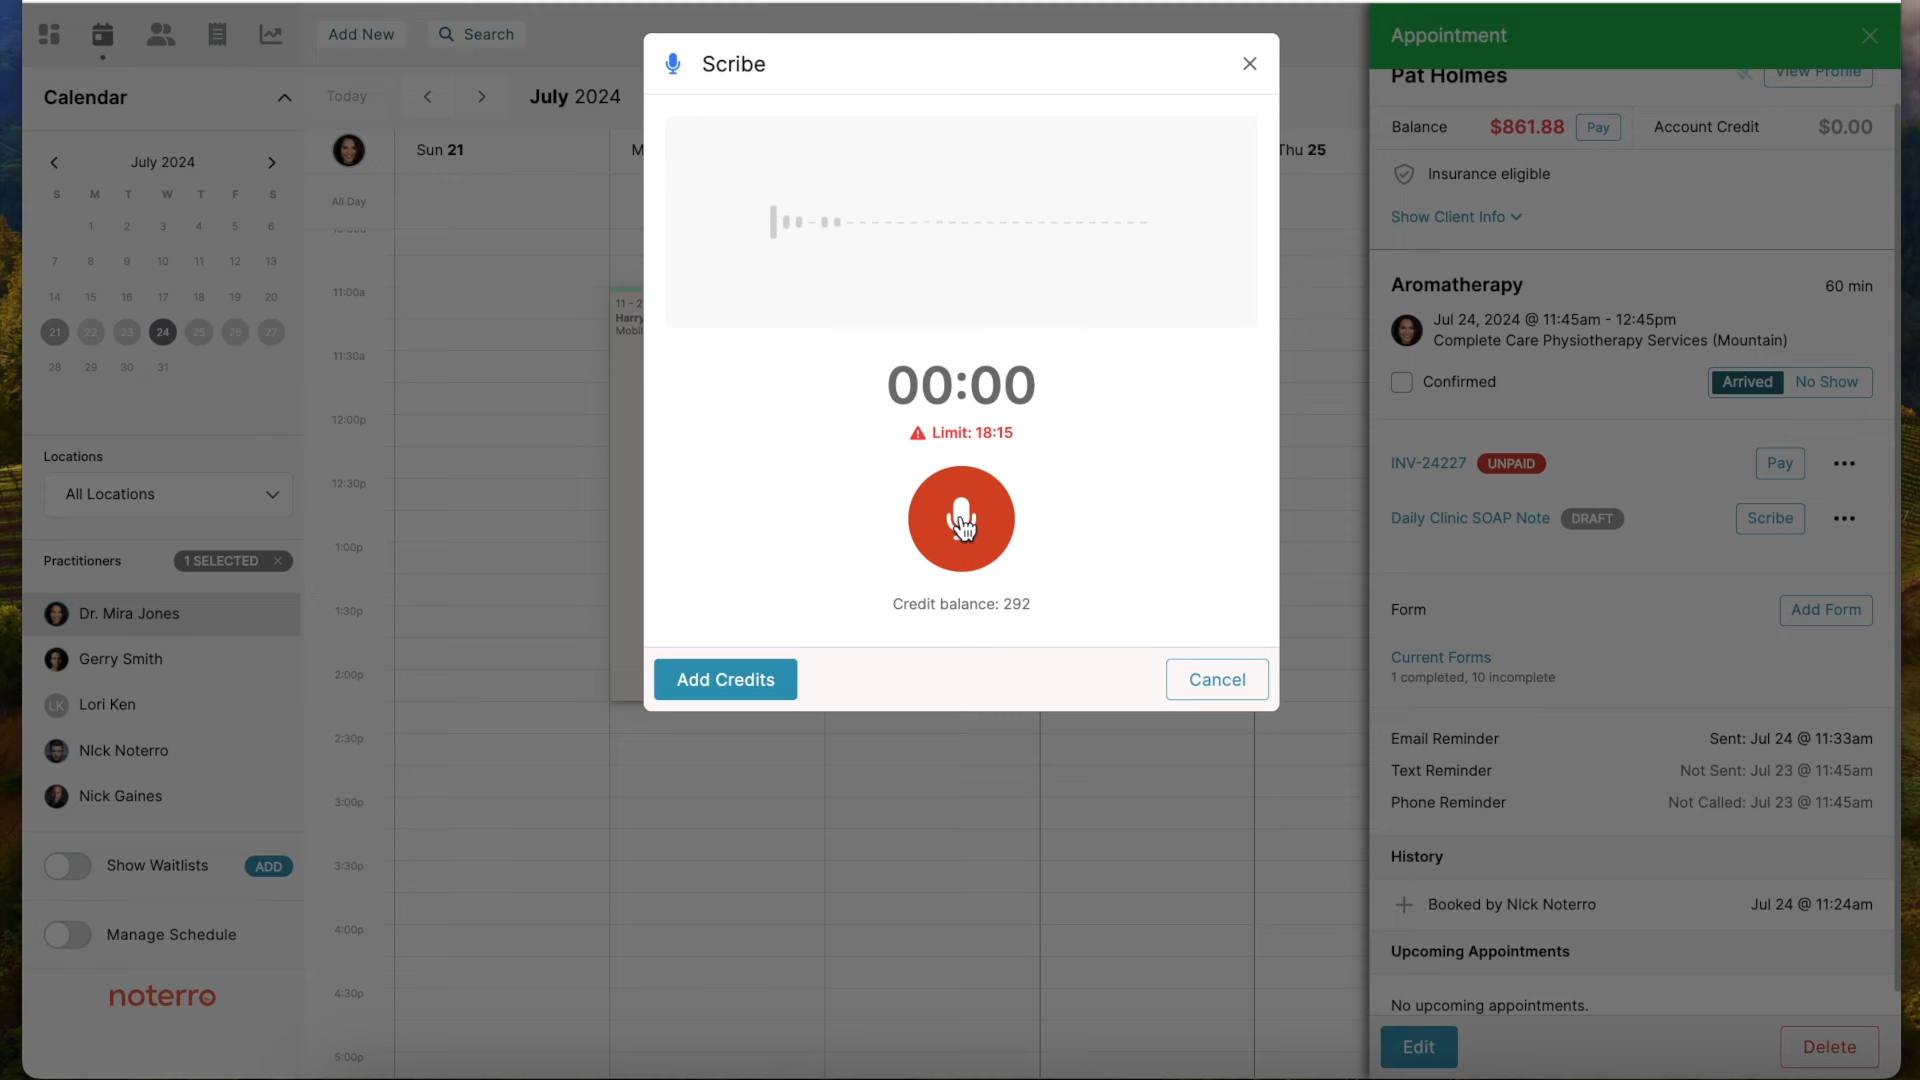 Add New
Search
Calendar
July 2024
S M T W T F S
1 2 3 4 5 6
7 8 9 10 11 12 13
14 15 16 17 18 19 20
21 22 23 24 25 26 27
28 29 30 31
Locations
All Locations
Practitioners
1 SELECTED
Dr. Mira Jones
Gerry Smith
LK
Lori Ken
NIck Noterro
Nick Gaines
Show Waitlists
ADD
Manage Schedule
noterro
Today
July 2024
Sun 21
M
Thu 25
All Day
11:00a
11:30a
12:00p
12:30p
1:00p
1:30p
2:00p
2:30p
3:00p
3:30p
4:00p
4:30p
5:00p
11 - 2
Harry
Mobil
Scribe
00:00
Limit: 18:15
Credit balance: 292
Add Credits
Cancel
Appointment
Pat Holmes
View Profile
Balance $861.88 Pay
Account Credit $0.00
Insurance eligible
Show Client Info
Aromatherapy
60 min
Jul 24, 2024 @ 11:45am - 12:45pm
Complete Care Physiotherapy Services (Mountain)
Confirmed
Arrived
No Show
INV-24227 UNPAID
Pay
Daily Clinic SOAP Note DRAFT
Scribe
Form
Add Form
Current Forms
1 completed, 10 incomplete
Email Reminder Sent: Jul 24 @ 11:33am
Text Reminder Not Sent: Jul 23 @ 11:45am
Phone Reminder Not Called: Jul 23 @ 11:45am
History
Booked by NIck Noterro Jul 24 @ 11:24am
Upcoming Appointments
No upcoming appointments.
Edit
Delete